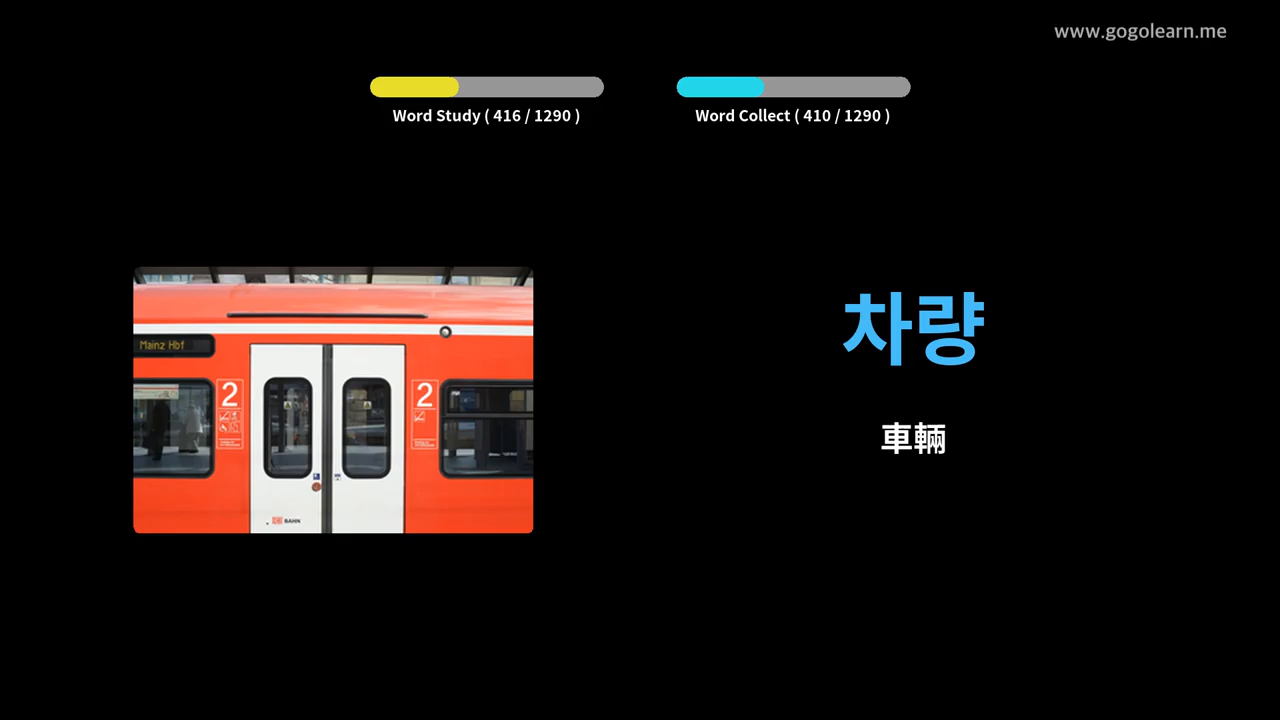 www.gogolearn.me
Word Study ( 416 / 1290 )
Word Collect ( 410 / 1290 )
차량
車輛
Mainz Hbf
2
2
BAHN